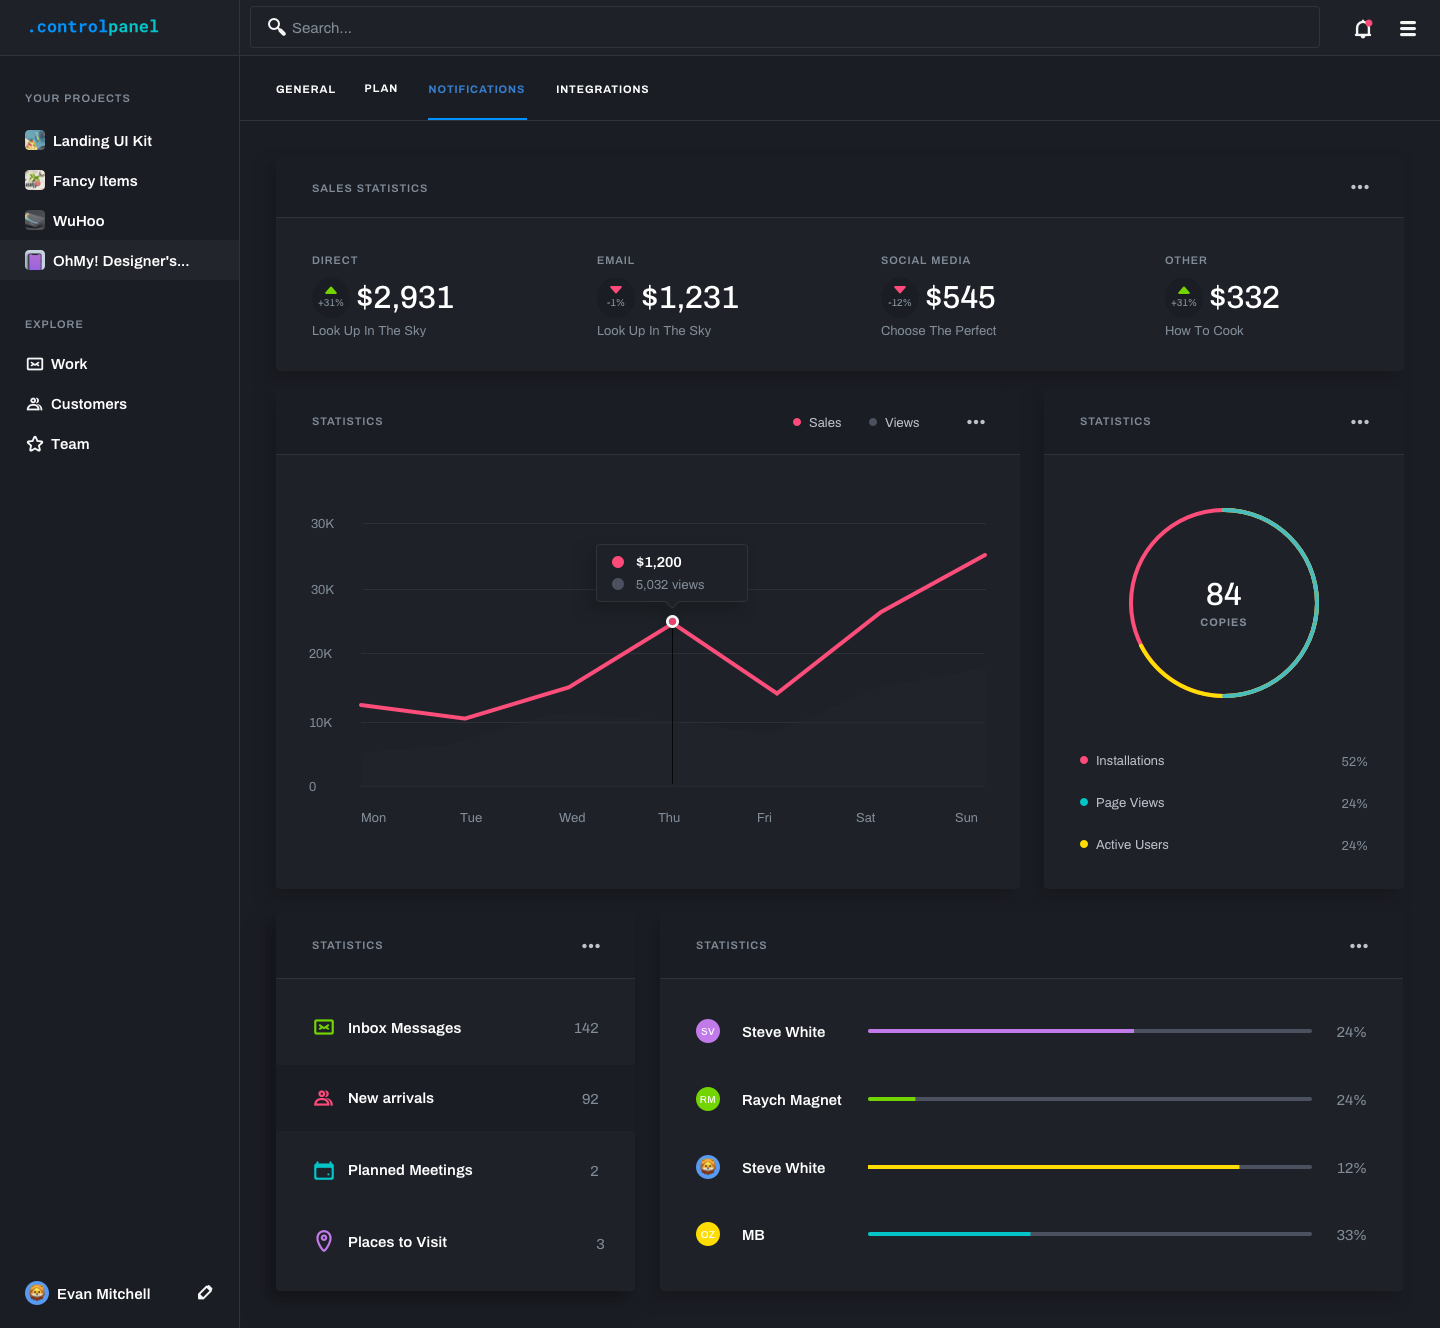 .controlpanel
Search...
YOUR PROJECTS
Landing UI Kit
Fancy Items
WuHoo
OhMy! Designer's...
EXPLORE
Work
Customers
Team
Evan Mitchell
GENERAL PLAN NOTIFICATIONS INTEGRATIONS
SALES STATISTICS
DIRECT
+31% $2,931
Look Up In The Sky
EMAIL
-1% $1,231
Look Up In The Sky
SOCIAL MEDIA
-12% $545
Choose The Perfect
OTHER
+31% $332
How To Cook
STATISTICS
Sales Views
30K
30K
20K
10K
0
$1,200
5,032 views
Mon Tue Wed Thu Fri Sat Sun
STATISTICS
84
COPIES
Installations 52%
Page Views 24%
Active Users 24%
STATISTICS
Inbox Messages 142
New arrivals 92
Planned Meetings 2
Places to Visit 3
STATISTICS
SV Steve White 24%
RM Raych Magnet 24%
Steve White 12%
OZ MB 33%